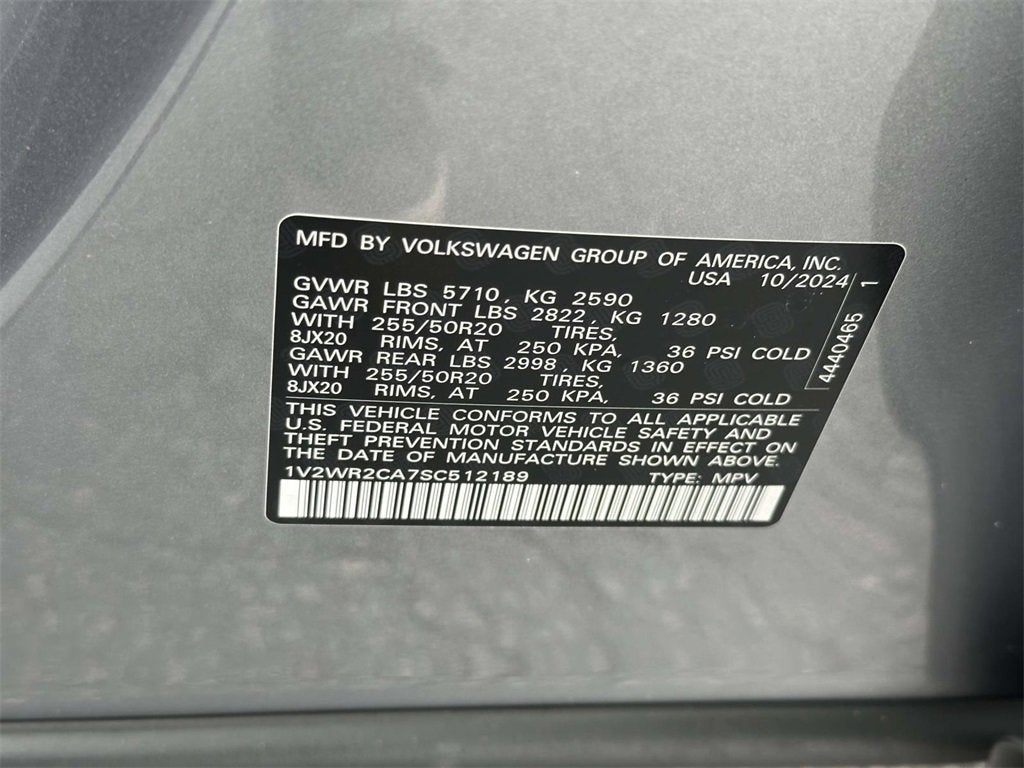 MFD BY VOLKSWAGEN GROUP OF AMERICA, INC.
USA 10/2024
GVWR LBS 5710, KG 2590
GAWR FRONT LBS 2822, KG 1280
WITH 255/50R20 TIRES,
8JX20 RIMS, AT 250 KPA, 36 PSI COLD
GAWR REAR LBS 2998, KG 1360
WITH 255/50R20 TIRES,
8JX20 RIMS, AT 250 KPA, 36 PSI COLD
4440465 1
THIS VEHICLE CONFORMS TO ALL APPLICABLE
U.S. FEDERAL MOTOR VEHICLE SAFETY AND
THEFT PREVENTION STANDARDS IN EFFECT ON
THE DATE OF MANUFACTURE SHOWN ABOVE.
1V2WR2CA7SC512189 TYPE: MPV